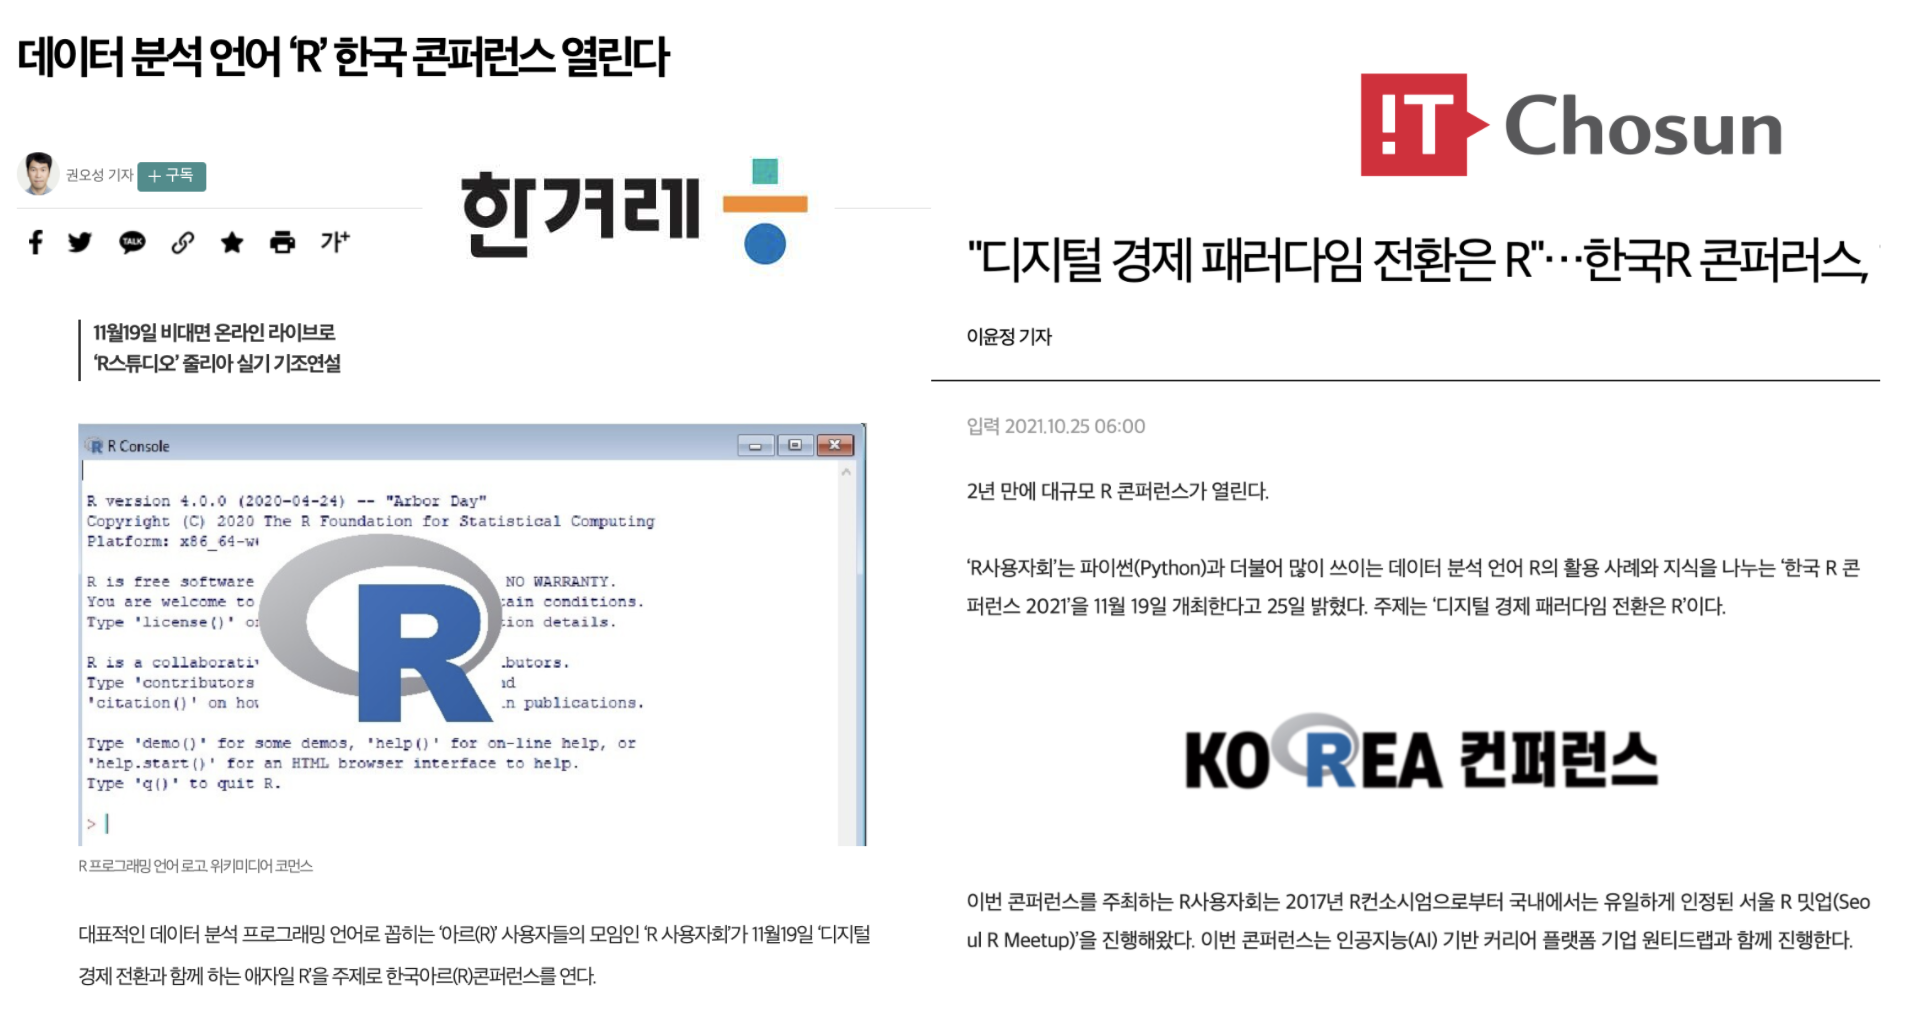 데이터 분석 언어 ‘R’ 한국 콘퍼런스 열린다
권오성 기자 + 구독
한겨레
f TALK 가+
11월19일 비대면 온라인 라이브로
‘R스튜디오’ 줄리아 실기 기조연설
R Console
R version 4.0.0 (2020-04-24) -- "Arbor Day"
Copyright (C) 2020 The R Foundation for Statistical Computing
Platform: x86_64-w
R is free software NO WARRANTY.
You are welcome to tain conditions.
Type 'license()' o tion details.
R is a collaborati butors.
Type 'contributors nd
'citation()' on how n publications.
Type 'demo()' for some demos, 'help()' for on-line help, or
'help.start()' for an HTML browser interface to help.
Type 'q()' to quit R.
>
R
R 프로그래밍 언어 로고. 위키미디어 코먼스
대표적인 데이터 분석 프로그래밍 언어로 꼽히는 ‘아르(R)’ 사용자들의 모임인 ‘R 사용자회’가 11월19일 ‘디지털
경제 전환과 함께 하는 애자일 R’을 주제로 한국아르(R)콘퍼런스를 연다.
IT Chosun
"디지털 경제 패러다임 전환은 R"…한국R 콘퍼러스,
이윤정 기자
입력 2021.10.25 06:00
2년 만에 대규모 R 콘퍼런스가 열린다.
‘R사용자회’는 파이썬(Python)과 더불어 많이 쓰이는 데이터 분석 언어 R의 활용 사례와 지식을 나누는 ‘한국 R 콘
퍼런스 2021’을 11월 19일 개최한다고 25일 밝혔다. 주제는 ‘디지털 경제 패러다임 전환은 R’이다.
KOREA 컨퍼런스
이번 콘퍼런스를 주최하는 R사용자회는 2017년 R컨소시엄으로부터 국내에서는 유일하게 인정된 서울 R 밋업(Seo
ul R Meetup)’을 진행해왔다. 이번 콘퍼런스는 인공지능(AI) 기반 커리어 플랫폼 기업 원티드랩과 함께 진행한다.